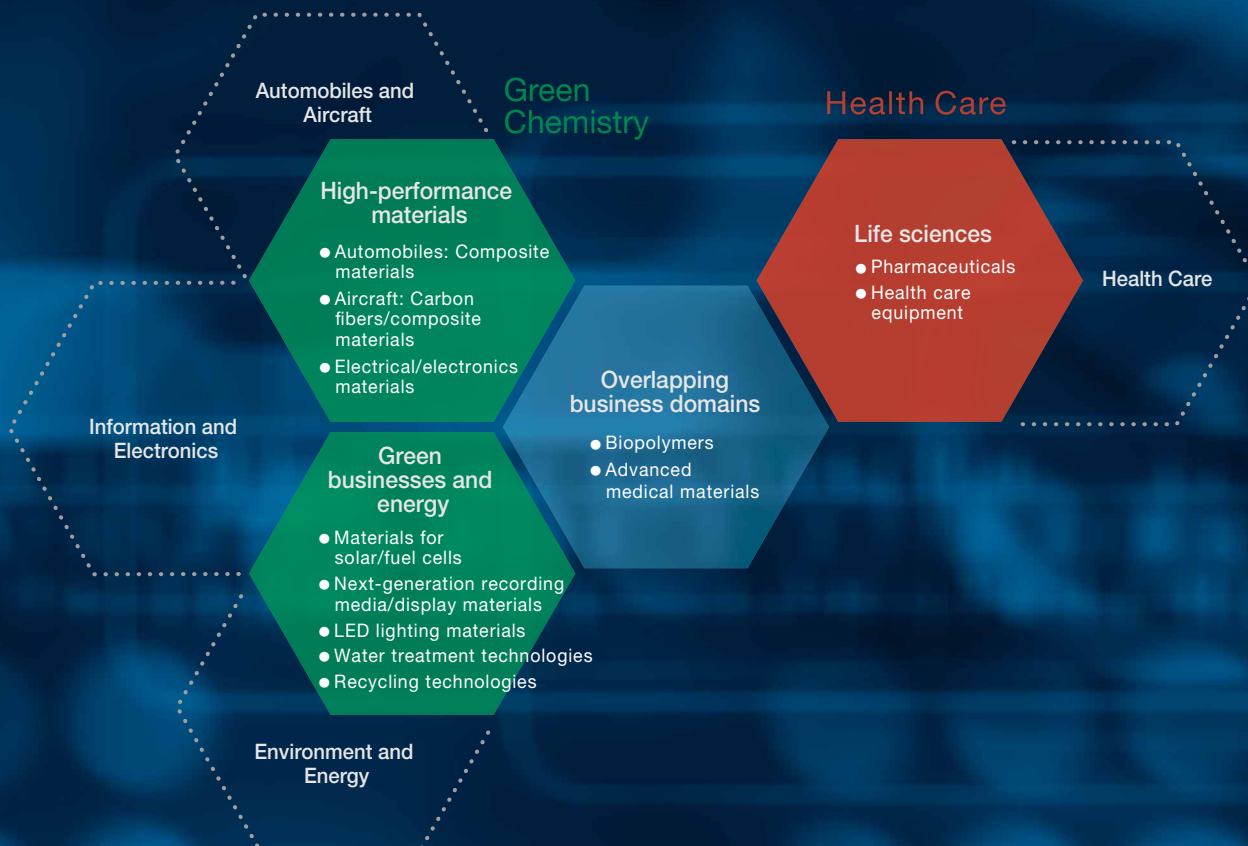 Automobiles and
Aircraft
Green
Chemistry
Health Care
High-performance
materials
● Automobiles: Composite
materials
● Aircraft: Carbon
fibers/composite
materials
● Electrical/electronics
materials
Life sciences
● Pharmaceuticals
● Health care
equipment
Health Care
Information and
Electronics
Overlapping
business domains
● Biopolymers
● Advanced
medical materials
Green
businesses and
energy
● Materials for
solar/fuel cells
● Next-generation recording
media/display materials
● LED lighting materials
● Water treatment technologies
● Recycling technologies
Environment and
Energy